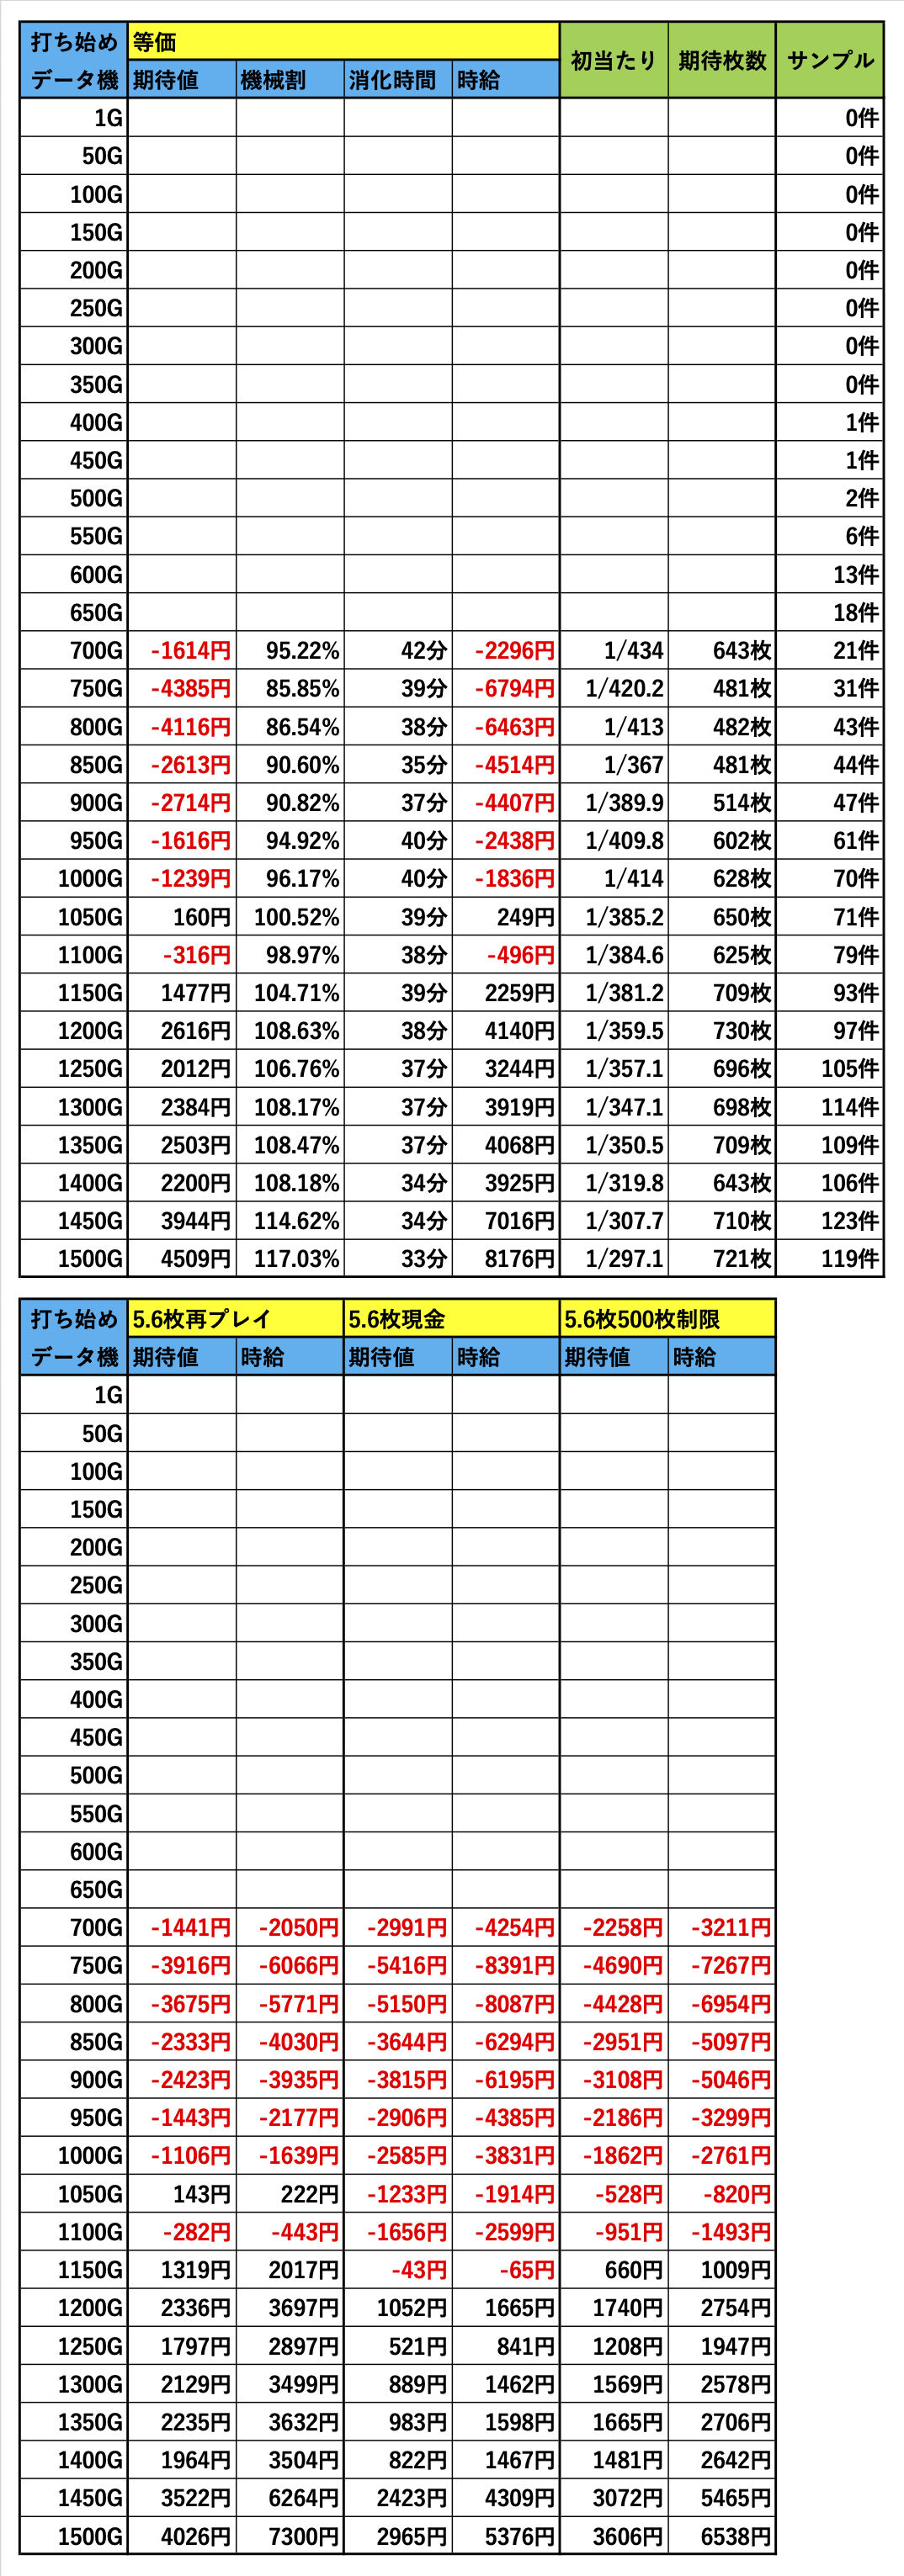 打ち始め 等価 初当たり 期待枚数 サンプル
データ機 期待値 機械割 消化時間 時給
1G 0件
50G 0件
100G 0件
150G 0件
200G 0件
250G 0件
300G 0件
350G 0件
400G 1件
450G 1件
500G 2件
550G 6件
600G 13件
650G 18件
700G -1614円 95.22% 42分 -2296円 1/434 643枚 21件
750G -4385円 85.85% 39分 -6794円 1/420.2 481枚 31件
800G -4116円 86.54% 38分 -6463円 1/413 482枚 43件
850G -2613円 90.60% 35分 -4514円 1/367 481枚 44件
900G -2714円 90.82% 37分 -4407円 1/389.9 514枚 47件
950G -1616円 94.92% 40分 -2438円 1/409.8 602枚 61件
1000G -1239円 96.17% 40分 -1836円 1/414 628枚 70件
1050G 160円 100.52% 39分 249円 1/385.2 650枚 71件
1100G -316円 98.97% 38分 -496円 1/384.6 625枚 79件
1150G 1477円 104.71% 39分 2259円 1/381.2 709枚 93件
1200G 2616円 108.63% 38分 4140円 1/359.5 730枚 97件
1250G 2012円 106.76% 37分 3244円 1/357.1 696枚 105件
1300G 2384円 108.17% 37分 3919円 1/347.1 698枚 114件
1350G 2503円 108.47% 37分 4068円 1/350.5 709枚 109件
1400G 2200円 108.18% 34分 3925円 1/319.8 643枚 106件
1450G 3944円 114.62% 34分 7016円 1/307.7 710枚 123件
1500G 4509円 117.03% 33分 8176円 1/297.1 721枚 119件
打ち始め 5.6枚再プレイ 5.6枚現金 5.6枚500枚制限
データ機 期待値 時給 期待値 時給 期待値 時給
1G
50G
100G
150G
200G
250G
300G
350G
400G
450G
500G
550G
600G
650G
700G -1441円 -2050円 -2991円 -4254円 -2258円 -3211円
750G -3916円 -6066円 -5416円 -8391円 -4690円 -7267円
800G -3675円 -5771円 -5150円 -8087円 -4428円 -6954円
850G -2333円 -4030円 -3644円 -6294円 -2951円 -5097円
900G -2423円 -3935円 -3815円 -6195円 -3108円 -5046円
950G -1443円 -2177円 -2906円 -4385円 -2186円 -3299円
1000G -1106円 -1639円 -2585円 -3831円 -1862円 -2761円
1050G 143円 222円 -1233円 -1914円 -528円 -820円
1100G -282円 -443円 -1656円 -2599円 -951円 -1493円
1150G 1319円 2017円 -43円 -65円 660円 1009円
1200G 2336円 3697円 1052円 1665円 1740円 2754円
1250G 1797円 2897円 521円 841円 1208円 1947円
1300G 2129円 3499円 889円 1462円 1569円 2578円
1350G 2235円 3632円 983円 1598円 1665円 2706円
1400G 1964円 3504円 822円 1467円 1481円 2642円
1450G 3522円 6264円 2423円 4309円 3072円 5465円
1500G 4026円 7300円 2965円 5376円 3606円 6538円